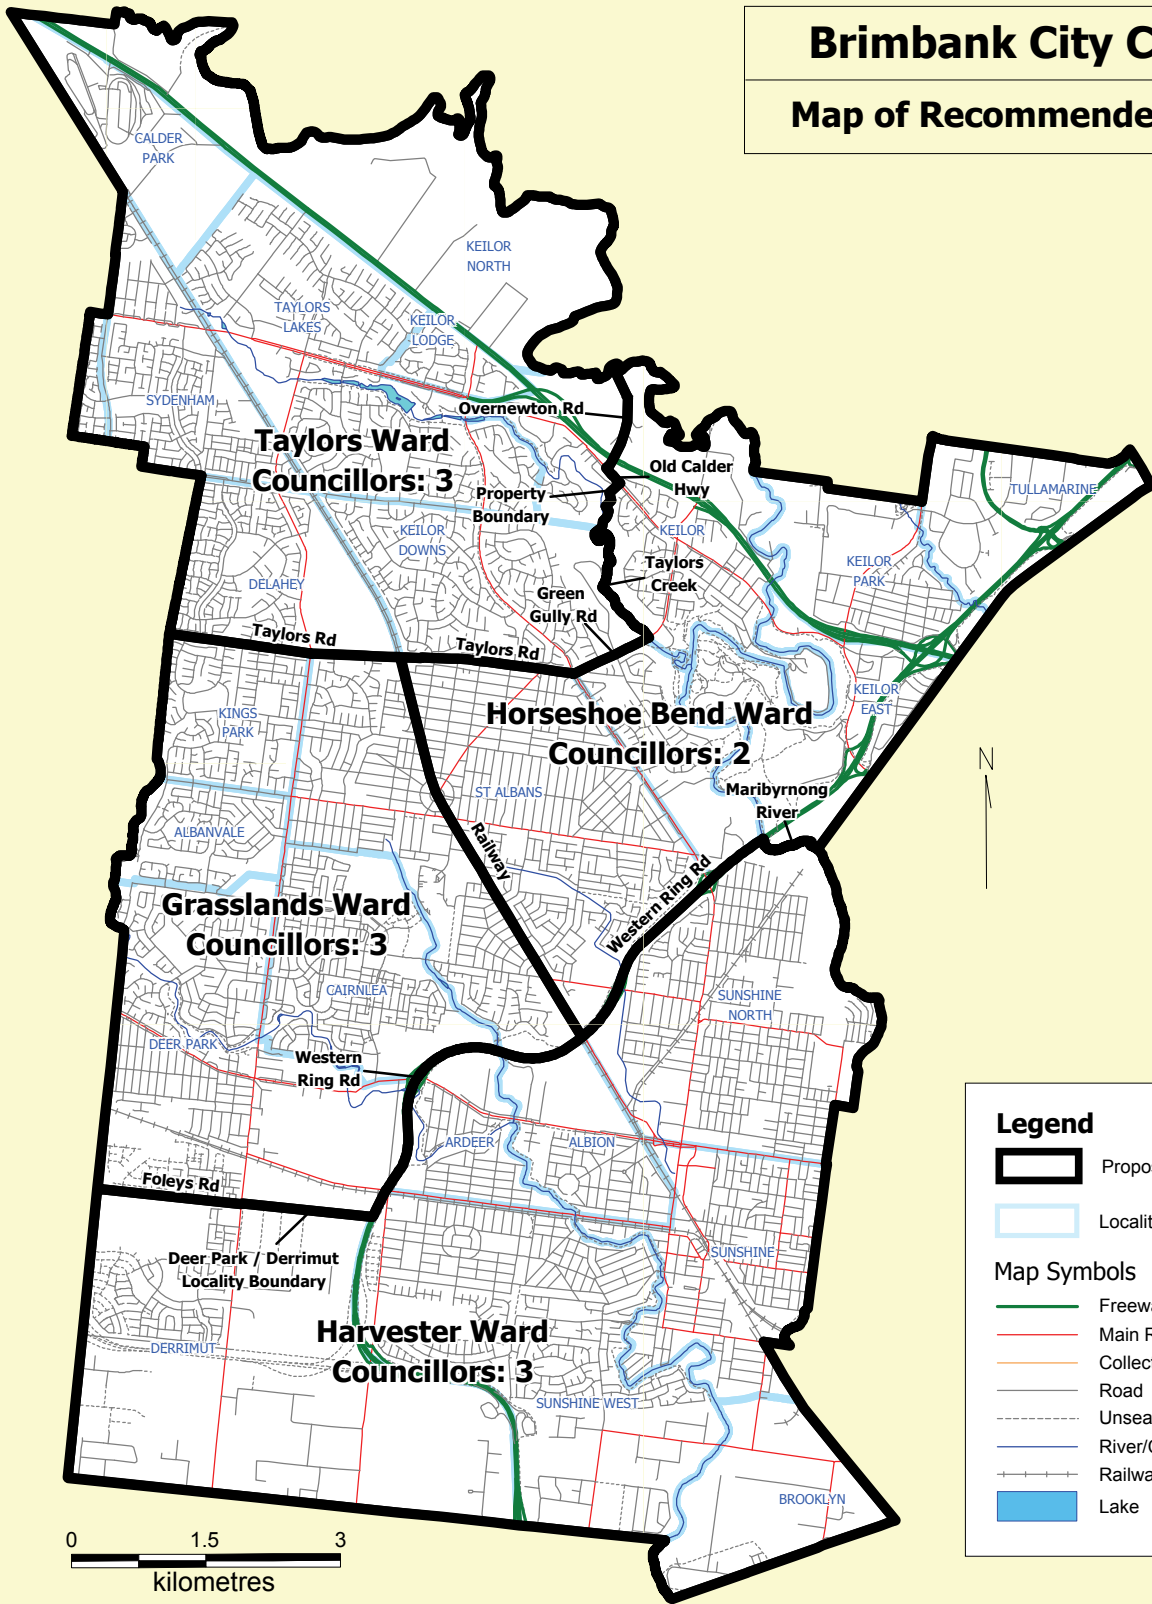 Brimbank City C
Map of Recommende
CALDER
PARK
KEILOR
NORTH
TAYLORS
LAKES
KEILOR
LODGE
SYDENHAM
Overnewton Rd
Taylors Ward
Councillors: 3
Old Calder
Hwy
Property
Boundary
TULLAMARINE
KEILOR
DOWNS
KEILOR
KEILOR
PARK
DELAHEY
Taylors
Creek
Green
Gully Rd
Taylors Rd
Taylors Rd
KEILOR
EAST
KINGS
PARK
Horseshoe Bend Ward
Councillors: 2
N
ST ALBANS
Maribyrnong
River
ALBANVALE
Railway
Western Ring Rd
Grasslands Ward
Councillors: 3
CAIRNLEA
SUNSHINE
NORTH
DEER PARK
Western
Ring Rd
ARDEER
ALBION
Foleys Rd
Deer Park / Derrimut
Locality Boundary
SUNSHINE
DERRIMUT
Harvester Ward
Councillors: 3
SUNSHINE WEST
BROOKLYN
Legend
Propos
Localit
Map Symbols
Freewa
Main R
Collect
Road
Unsea
River/C
Railwa
Lake
0 1.5 3
kilometres